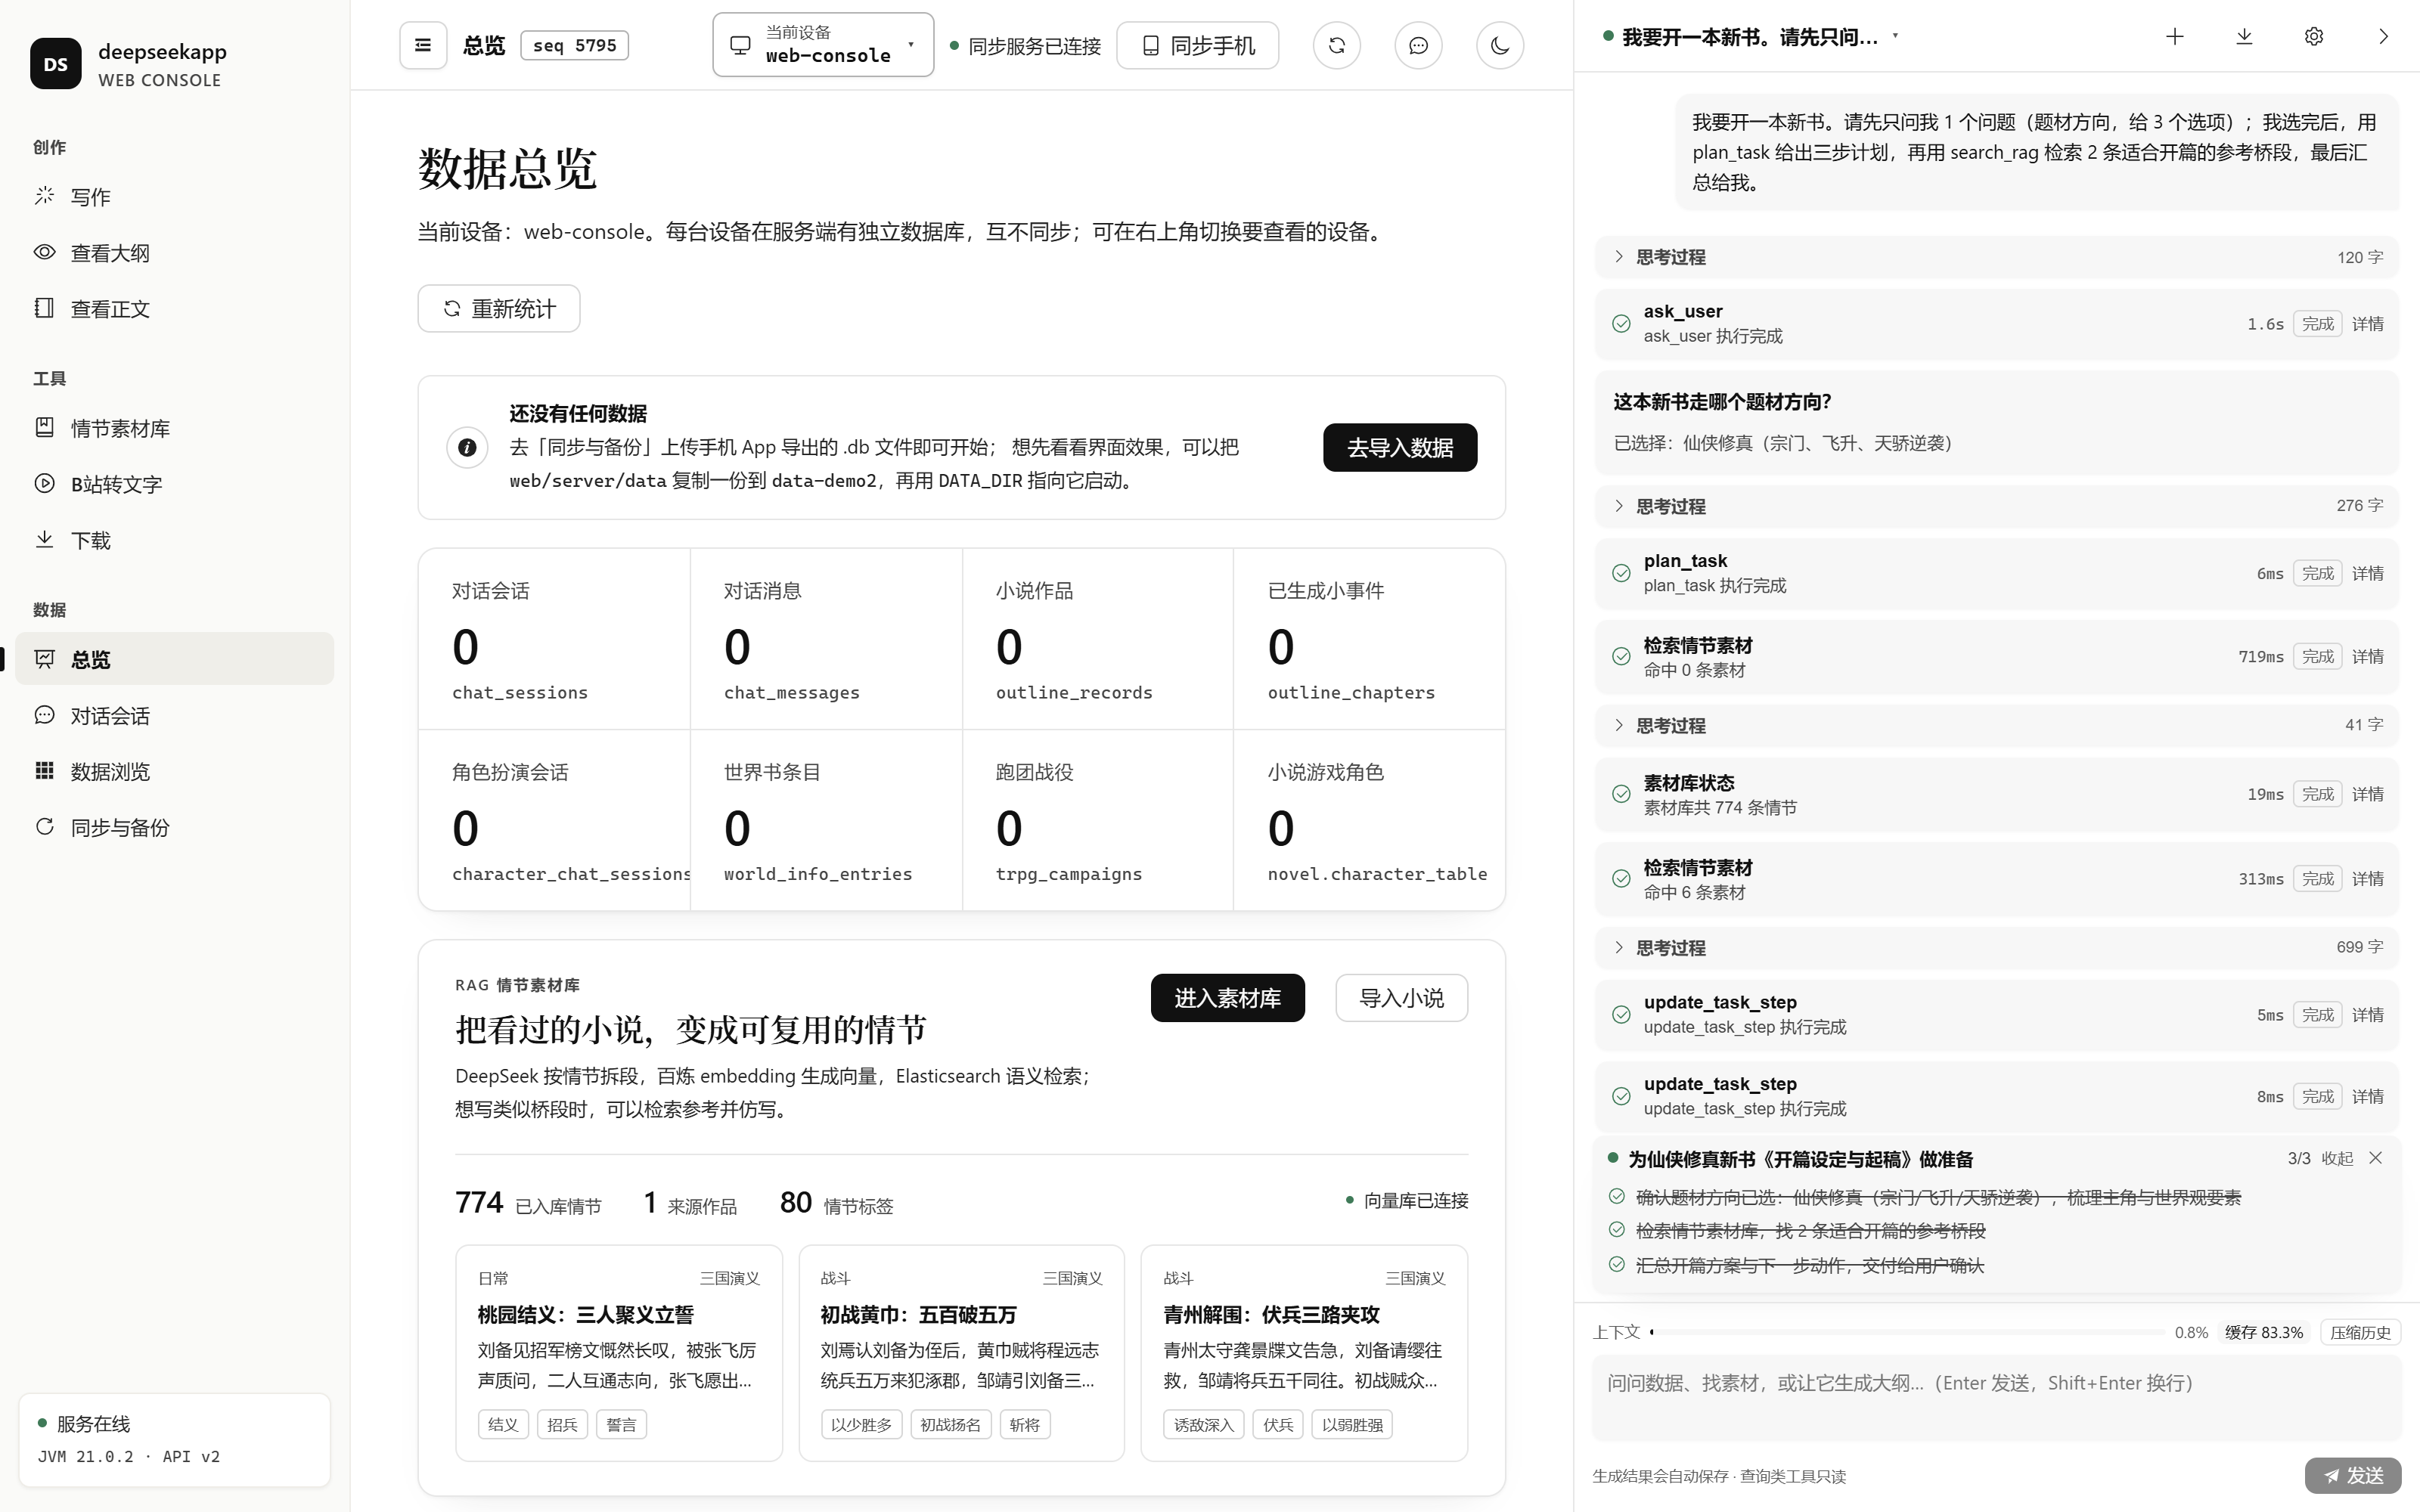 DS
deepseekapp
WEB CONSOLE
创作
写作
查看大纲
查看正文
工具
情节素材库
B站转文字
下载
数据
总览
对话会话
数据浏览
同步与备份
服务在线
JVM 21.0.2 · API v2
总览
seq 5795
当前设备
web-console
同步服务已连接
同步手机
数据总览
当前设备：web-console。每台设备在服务端有独立数据库，互不同步；可在右上角切换要查看的设备。
重新统计
还没有任何数据
去「同步与备份」上传手机 App 导出的 .db 文件即可开始； 想先看看界面效果，可以把
web/server/data 复制一份到 data-demo2，再用 DATA_DIR 指向它启动。
去导入数据
对话会话
0
chat_sessions
对话消息
0
chat_messages
小说作品
0
outline_records
已生成小事件
0
outline_chapters
角色扮演会话
0
character_chat_sessions
世界书条目
0
world_info_entries
跑团战役
0
trpg_campaigns
小说游戏角色
0
novel.character_table
RAG 情节素材库
把看过的小说，变成可复用的情节
DeepSeek 按情节拆段，百炼 embedding 生成向量，Elasticsearch 语义检索；
想写类似桥段时，可以检索参考并仿写。
进入素材库
导入小说
774 已入库情节
1 来源作品
80 情节标签
向量库已连接
日常
三国演义
桃园结义：三人聚义立誓
刘备见招军榜文慨然长叹，被张飞厉
声质问，二人互通志向，张飞愿出...
结义
招兵
誓言
战斗
三国演义
初战黄巾：五百破五万
刘焉认刘备为侄后，黄巾贼将程远志
统兵五万来犯涿郡，邹靖引刘备三...
以少胜多
初战扬名
斩将
战斗
三国演义
青州解围：伏兵三路夹攻
青州太守龚景牒文告急，刘备请缨往
救，邹靖将兵五千同往。初战贼众...
诱敌深入
伏兵
以弱胜强
我要开一本新书。请先只问...
我要开一本新书。请先只问我 1 个问题（题材方向，给 3 个选项）；我选完后，用
plan_task 给出三步计划，再用 search_rag 检索 2 条适合开篇的参考桥段，最后汇
总给我。
思考过程
120 字
ask_user
ask_user 执行完成
1.6s
完成
详情
这本新书走哪个题材方向？
已选择：仙侠修真（宗门、飞升、天骄逆袭）
思考过程
276 字
plan_task
plan_task 执行完成
6ms
完成
详情
检索情节素材
命中 0 条素材
719ms
完成
详情
思考过程
41 字
素材库状态
素材库共 774 条情节
19ms
完成
详情
检索情节素材
命中 6 条素材
313ms
完成
详情
思考过程
699 字
update_task_step
update_task_step 执行完成
5ms
完成
详情
update_task_step
update_task_step 执行完成
8ms
完成
详情
为仙侠修真新书《开篇设定与起稿》做准备
3/3
收起
确认题材方向已选：仙侠修真（宗门/飞升/天骄逆袭），梳理主角与世界观要素
检索情节素材库，找 2 条适合开篇的参考桥段
汇总开篇方案与下一步动作，交付给用户确认
上下文
0.8%
缓存 83.3%
压缩历史
问问数据、找素材，或让它生成大纲...（Enter 发送，Shift+Enter 换行）
生成结果会自动保存 · 查询类工具只读
发送